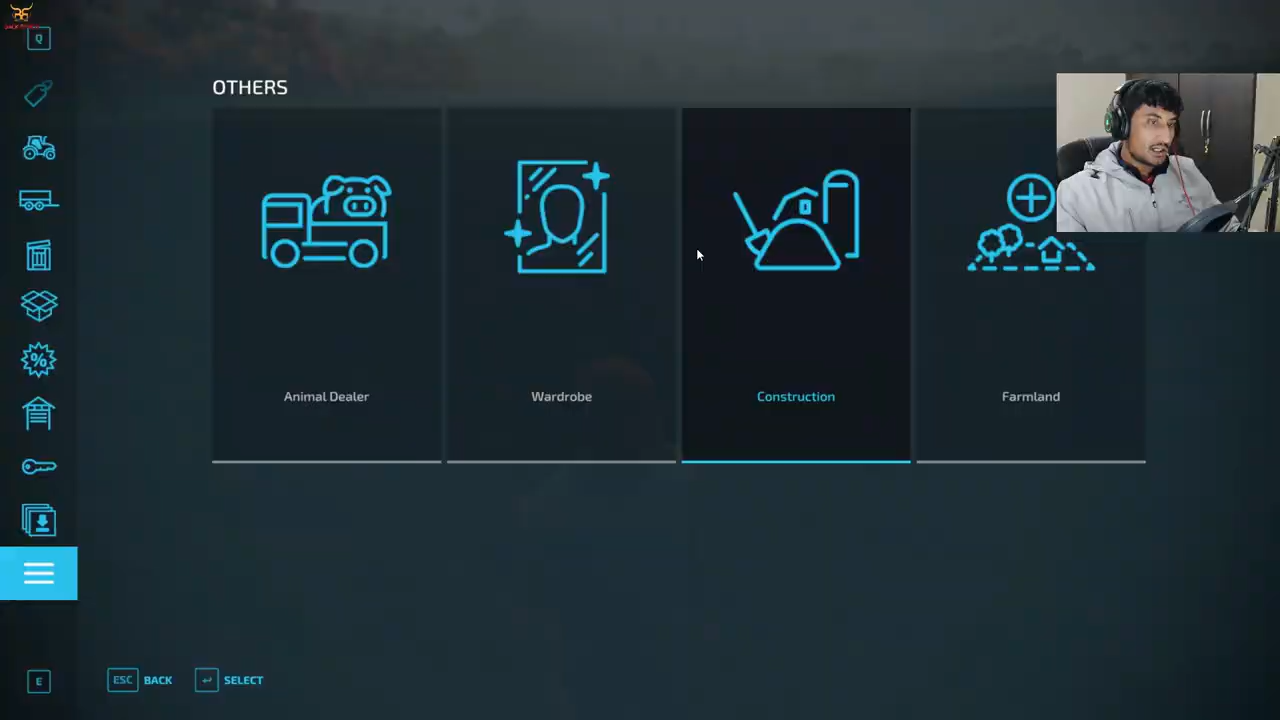 Q
OTHERS
Animal Dealer
Wardrobe
Construction
Farmland
%
E
ESC BACK
SELECT